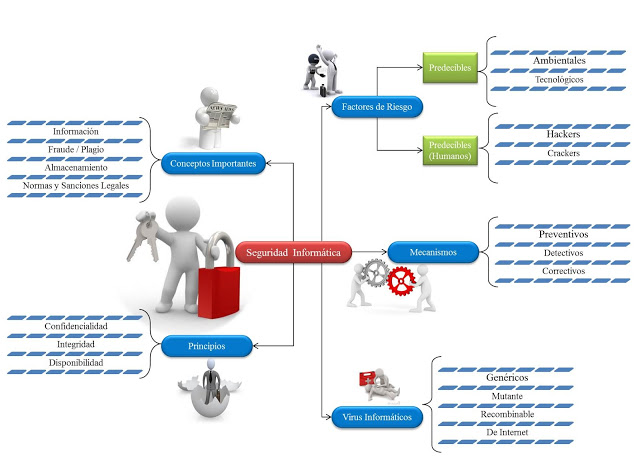 Seguridad Informática
Conceptos Importantes
Información
Fraude / Plagio
Almacenamiento
Normas y Sanciones Legales
Principios
Confidencialidad
Integridad
Disponibilidad
Factores de Riesgo
Predecibles
Ambientales
Tecnológicos
Predecibles
(Humanos)
Hackers
Crackers
Mecanismos
Preventivos
Detectivos
Correctivos
Virus Informáticos
Genéricos
Mutante
Recombinable
De Internet